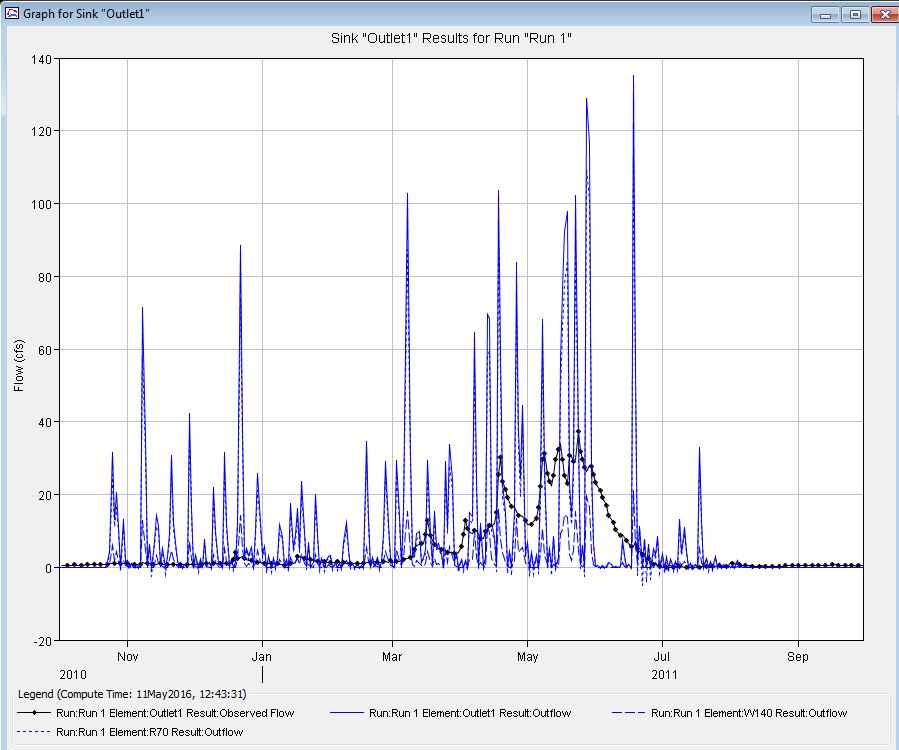 Graph for Sink "Outlet1"
Sink "Outlet1" Results for Run "Run 1"
140
120
100
80
60
40
20
0
-20
Flow (cfs)
Nov Jan Mar May Jul Sep
2010 2011
Legend (Compute Time: 11May2016, 12:43:31)
Run:Run 1 Element:Outlet1 Result:Observed Flow Run:Run 1 Element:Outlet1 Result:Outflow Run:Run 1 Element:W140 Result:Outflow
Run:Run 1 Element:R70 Result:Outflow